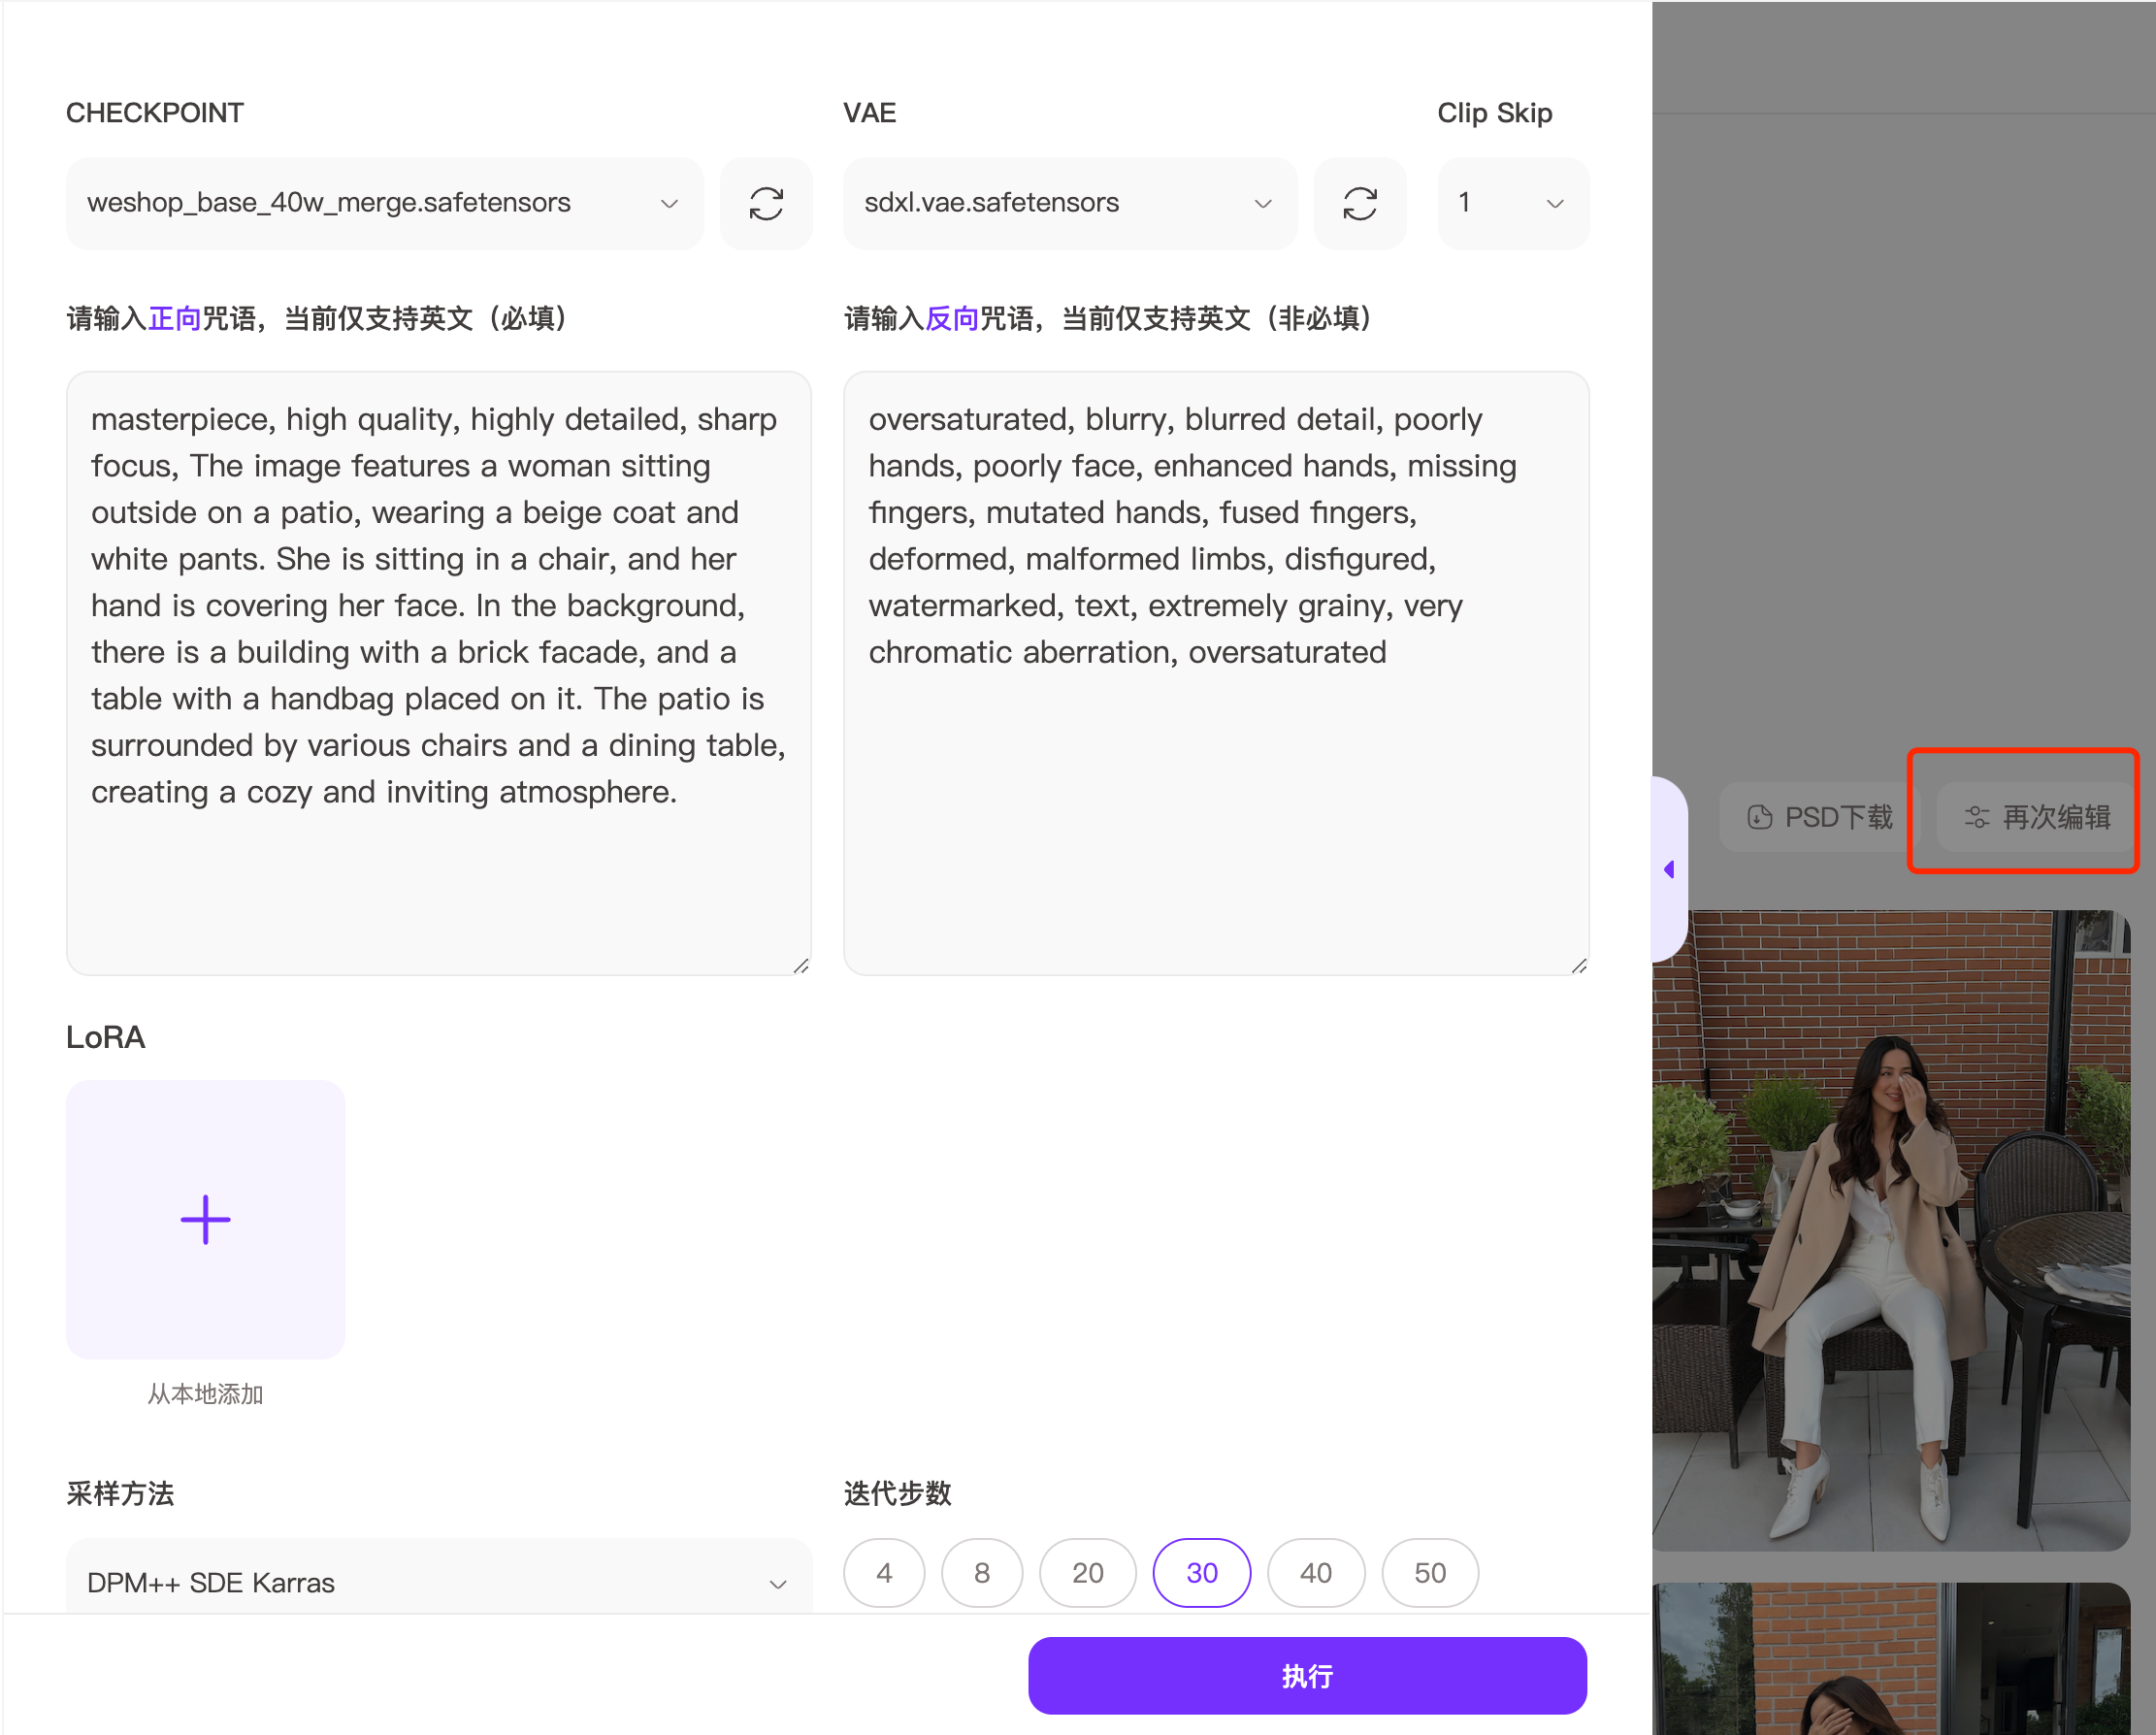 CHECKPOINT
VAE
Clip Skip
weshop_base_40w_merge.safetensors
sdxl.vae.safetensors
1
请输入正向咒语，当前仅支持英文（必填）
请输入反向咒语，当前仅支持英文（非必填）
masterpiece, high quality, highly detailed, sharp
focus, The image features a woman sitting
outside on a patio, wearing a beige coat and
white pants. She is sitting in a chair, and her
hand is covering her face. In the background,
there is a building with a brick facade, and a
table with a handbag placed on it. The patio is
surrounded by various chairs and a dining table,
creating a cozy and inviting atmosphere.
oversaturated, blurry, blurred detail, poorly
hands, poorly face, enhanced hands, missing
fingers, mutated hands, fused fingers,
deformed, malformed limbs, disfigured,
watermarked, text, extremely grainy, very
chromatic aberration, oversaturated
PSD下载
再次编辑
LoRA
从本地添加
采样方法
迭代步数
DPM++ SDE Karras
4
8
20
30
40
50
执行